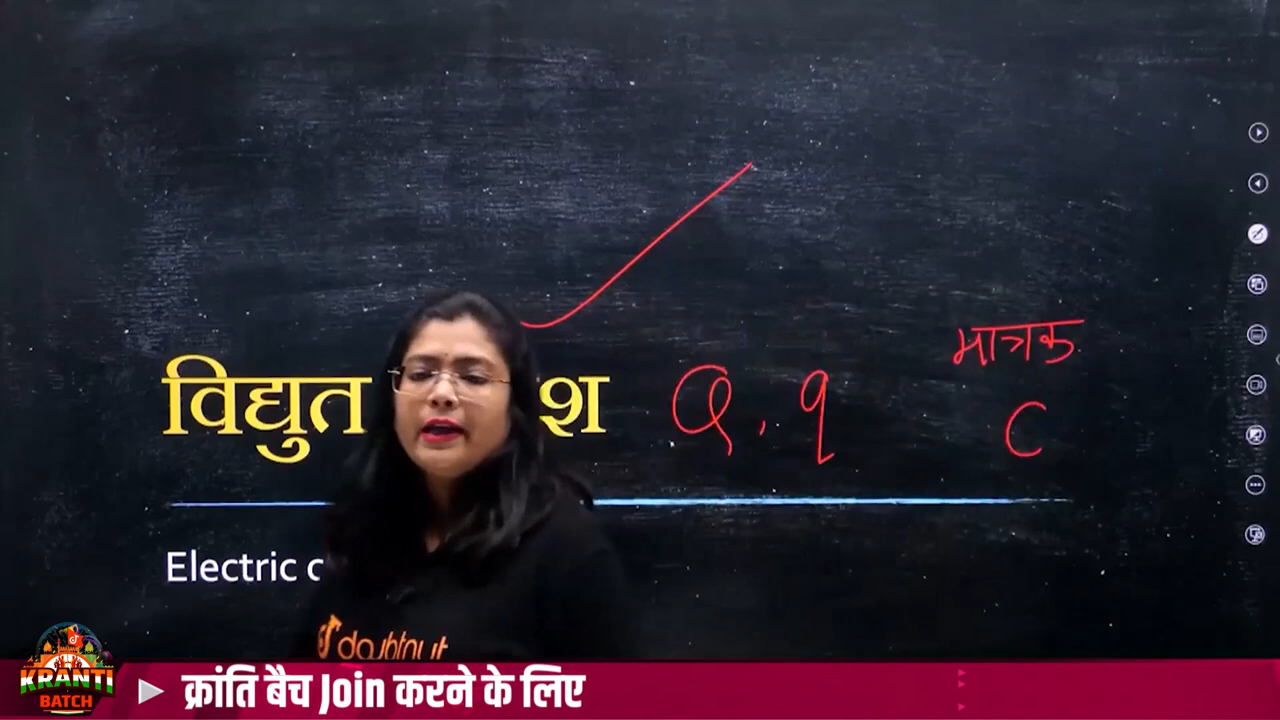 मात्रक
विद्युत Q, q C
Electric
doubtnut
KRANTI
BATCH
क्रांति बैच Join करने के लिए